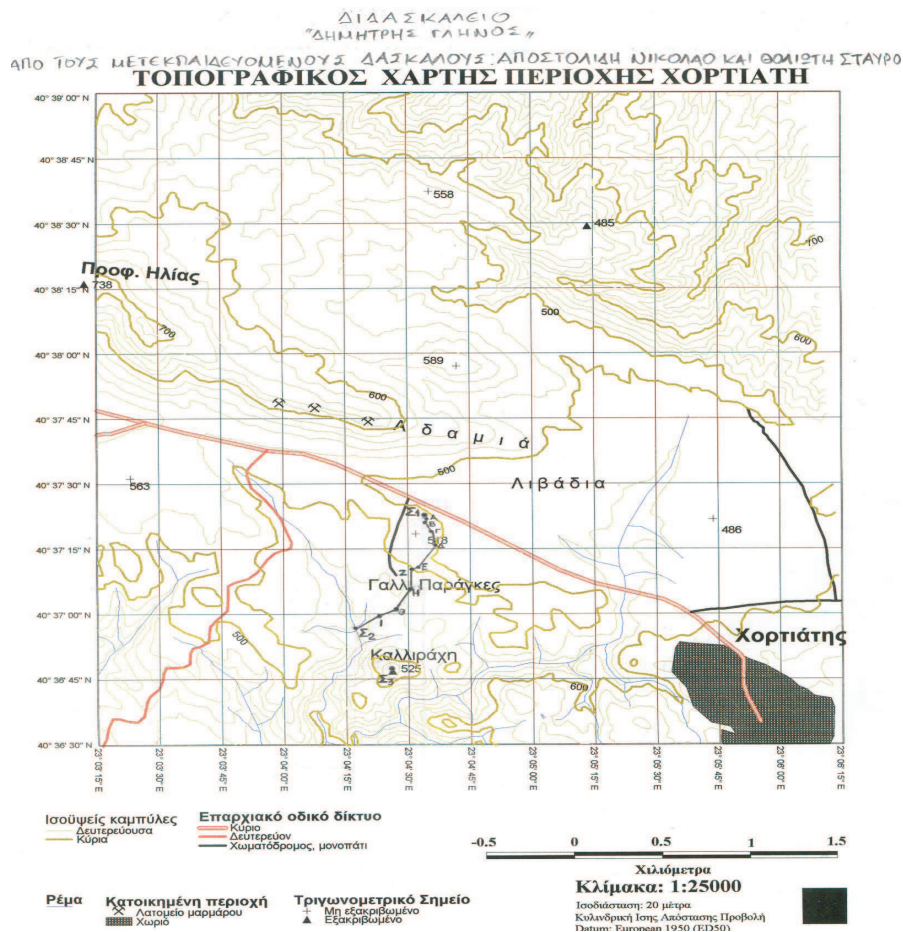 ΔΙΔΑΣΚΑΛΕΙΟ
"ΔΗΜΗΤΡΗΣ ΓΛΗΝΟΣ"
ΑΠΟ ΤΟΥΣ ΜΕΤΕΚΠΑΙΔΕΥΟΜΕΝΟΥΣ ΔΑΣΚΑΛΟΥΣ: ΑΠΟΣΤΟΛΙΔΗ ΝΙΚΟΛΑΟ ΚΑΙ ΘΟΛΙΩΤΗ ΣΤΑΥΡΟ
ΤΟΠΟΓΡΑΦΙΚΟΣ ΧΑΡΤΗΣ ΠΕΡΙΟΧΗΣ ΧΟΡΤΙΑΤΗ
40° 39' 00" N
40° 38' 45" N
558
40° 38' 30" N
485
700
Προφ. Ηλίας
40° 38' 15" N
738
500
700
600
40° 38' 00" N
589
600
40° 37' 45" N
Αδαμιά
500
40° 37' 30" N
563
Λιβάδια
486
Σ1
Α
Β
Γ
518
Δ
40° 37' 15" N
Ε
Ζ
Γαλλ. Παράγκες
Η
Θ
40° 37' 00" N
Ι
Σ2
500
Χορτιάτης
Καλλιράχη
525
Σ3
40° 36' 45" N
600
40° 36' 30" N
23° 03' 15" E
23° 03' 30" E
23° 03' 45" E
23° 04' 00" E
23° 04' 15" E
23° 04' 30" E
23° 04' 45" E
23° 05' 00" E
23° 05' 15" E
23° 05' 30" E
23° 05' 45" E
23° 06' 00" E
23° 06' 15" E
Ισοϋψείς καμπύλες
Δευτερεύουσα
Κύρια
Επαρχιακό οδικό δίκτυο
Κύριο
Δευτερεύον
Χωματόδρομος, μονοπάτι
-0.5 0 0.5 1 1.5
Χιλιόμετρα
Ρέμα
Κατοικημένη περιοχή
Λατομείο μαρμάρου
Χωριό
Τριγωνομετρικό Σημείο
Μη εξακριβωμένο
Εξακριβωμένο
Κλίμακα: 1:25000
Ισοδιάσταση: 20 μέτρα
Κυλινδρική Ισης Απόστασης Προβολή
Datum: European 1950 (ED50)